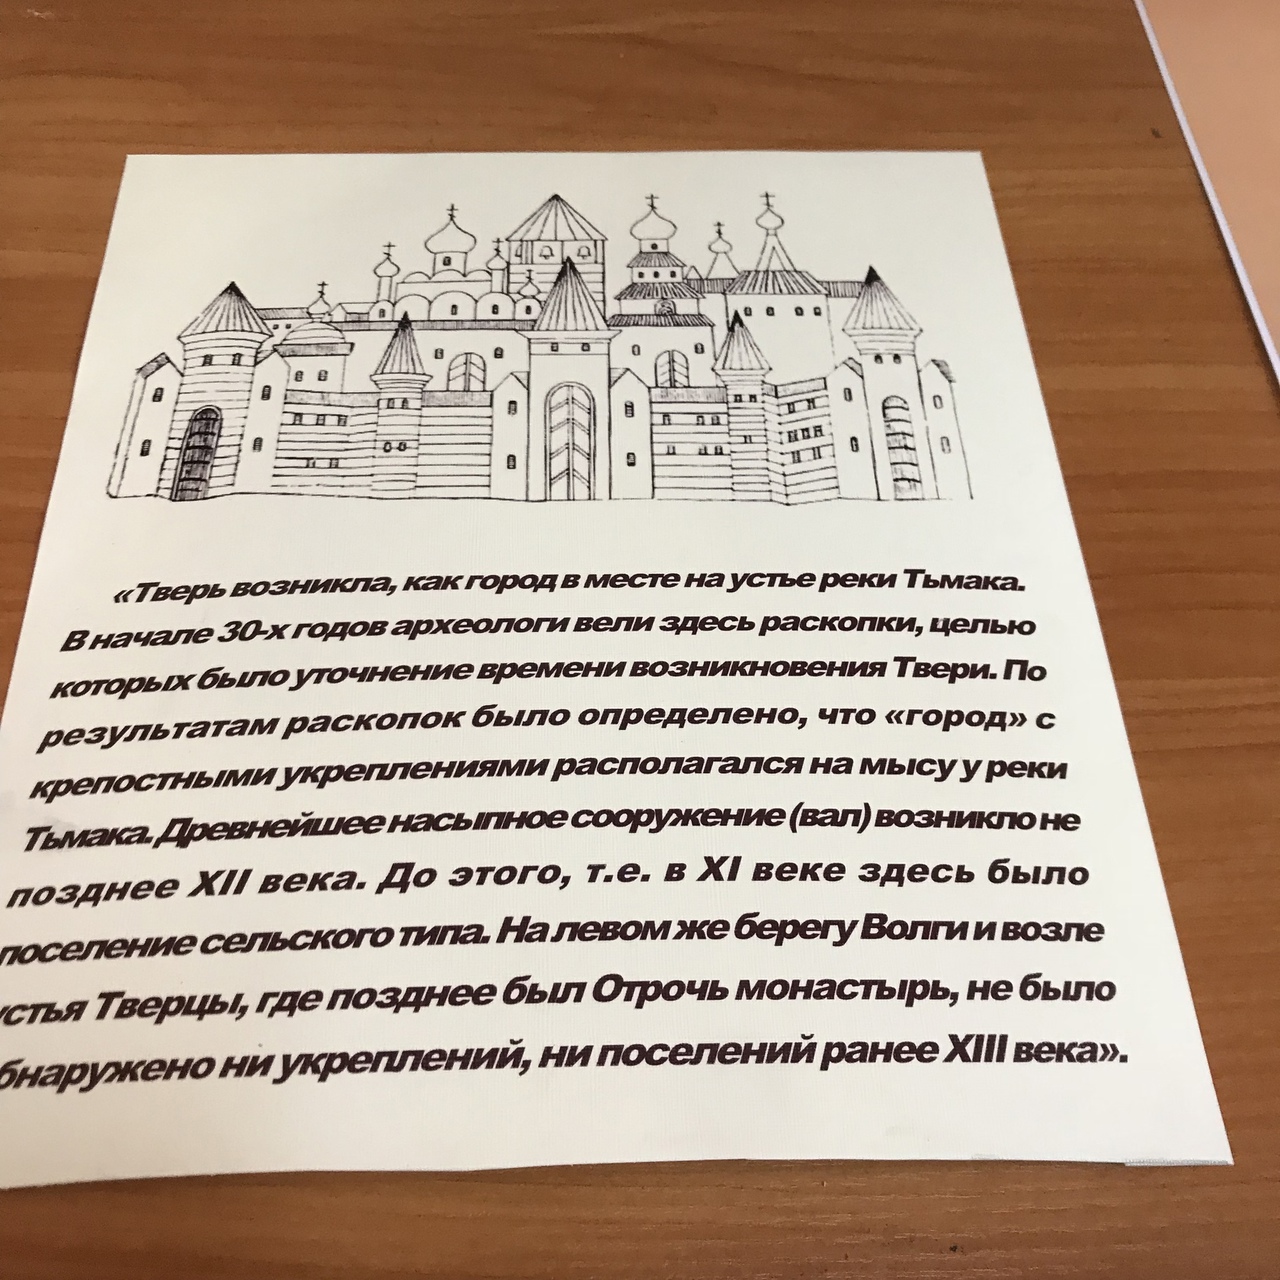 «Тверь возникла, как город в месте на устье реки Тьмака.
В начале 30-х годов археологи вели здесь раскопки, целью
которых было уточнение времени возникновения Твери. По
результатам раскопок было определено, что «город» с
крепостными укреплениями располагался на мысу у реки
Тьмака. Древнейшее насыпное сооружение (вал) возникло не
позднее XII века. До этого, т.е. в XI веке здесь было
поселение сельского типа. На левом же берегу Волги и возле
устья Тверцы, где позднее был Отрочь монастырь, не было
бнаружено ни укреплений, ни поселений ранее XIII века».